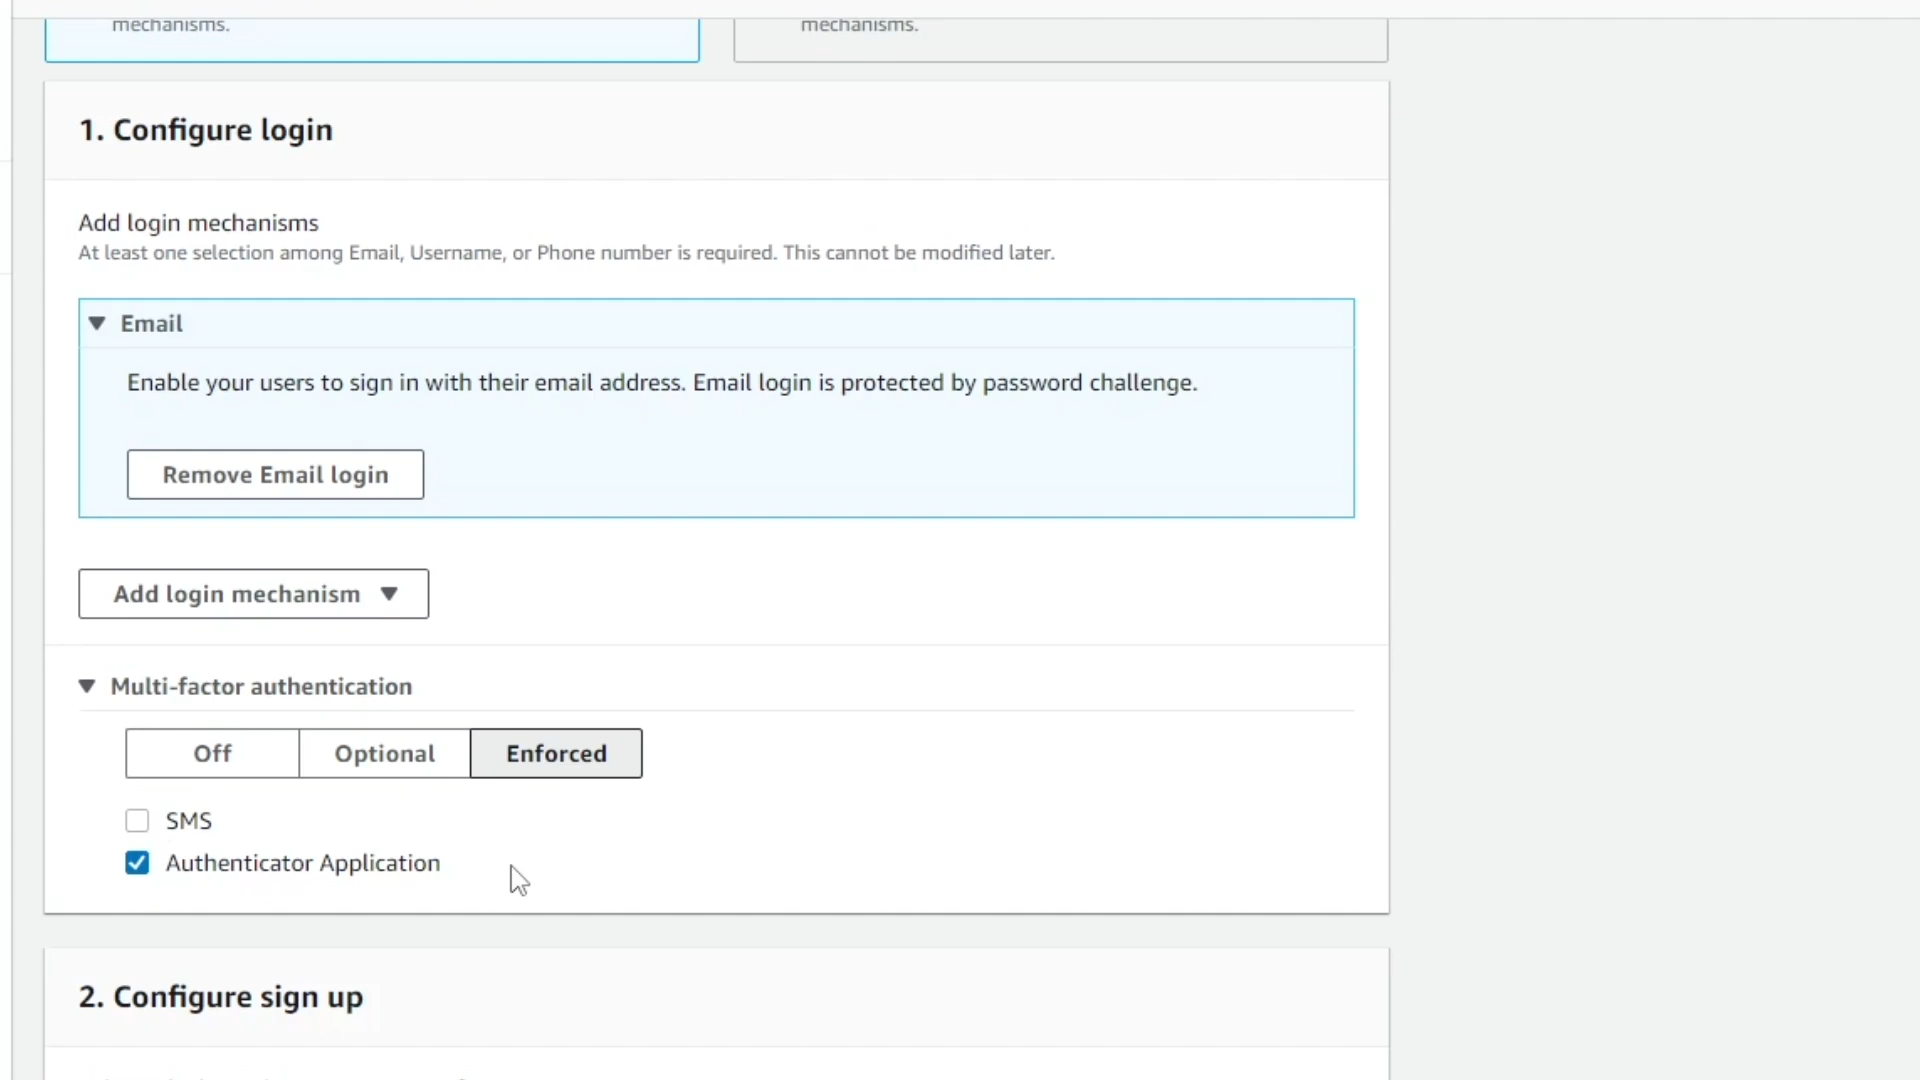 mechanisms.
mechanisms.
1. Configure login
Add login mechanisms
At least one selection among Email, Username, or Phone number is required. This cannot be modified later.
Email
Enable your users to sign in with their email address. Email login is protected by password challenge.
Remove Email login
Add login mechanism
Multi-factor authentication
Off
Optional
Enforced
SMS
Authenticator Application
2. Configure sign up